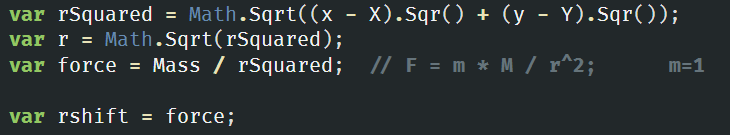 var rSquared = Math.Sqrt((x - X).Sqr() + (y - Y).Sqr());
var r = Math.Sqrt(rSquared);
var force = Mass / rSquared;  // F = m * M / r^2;      m=1
var rshift = force;